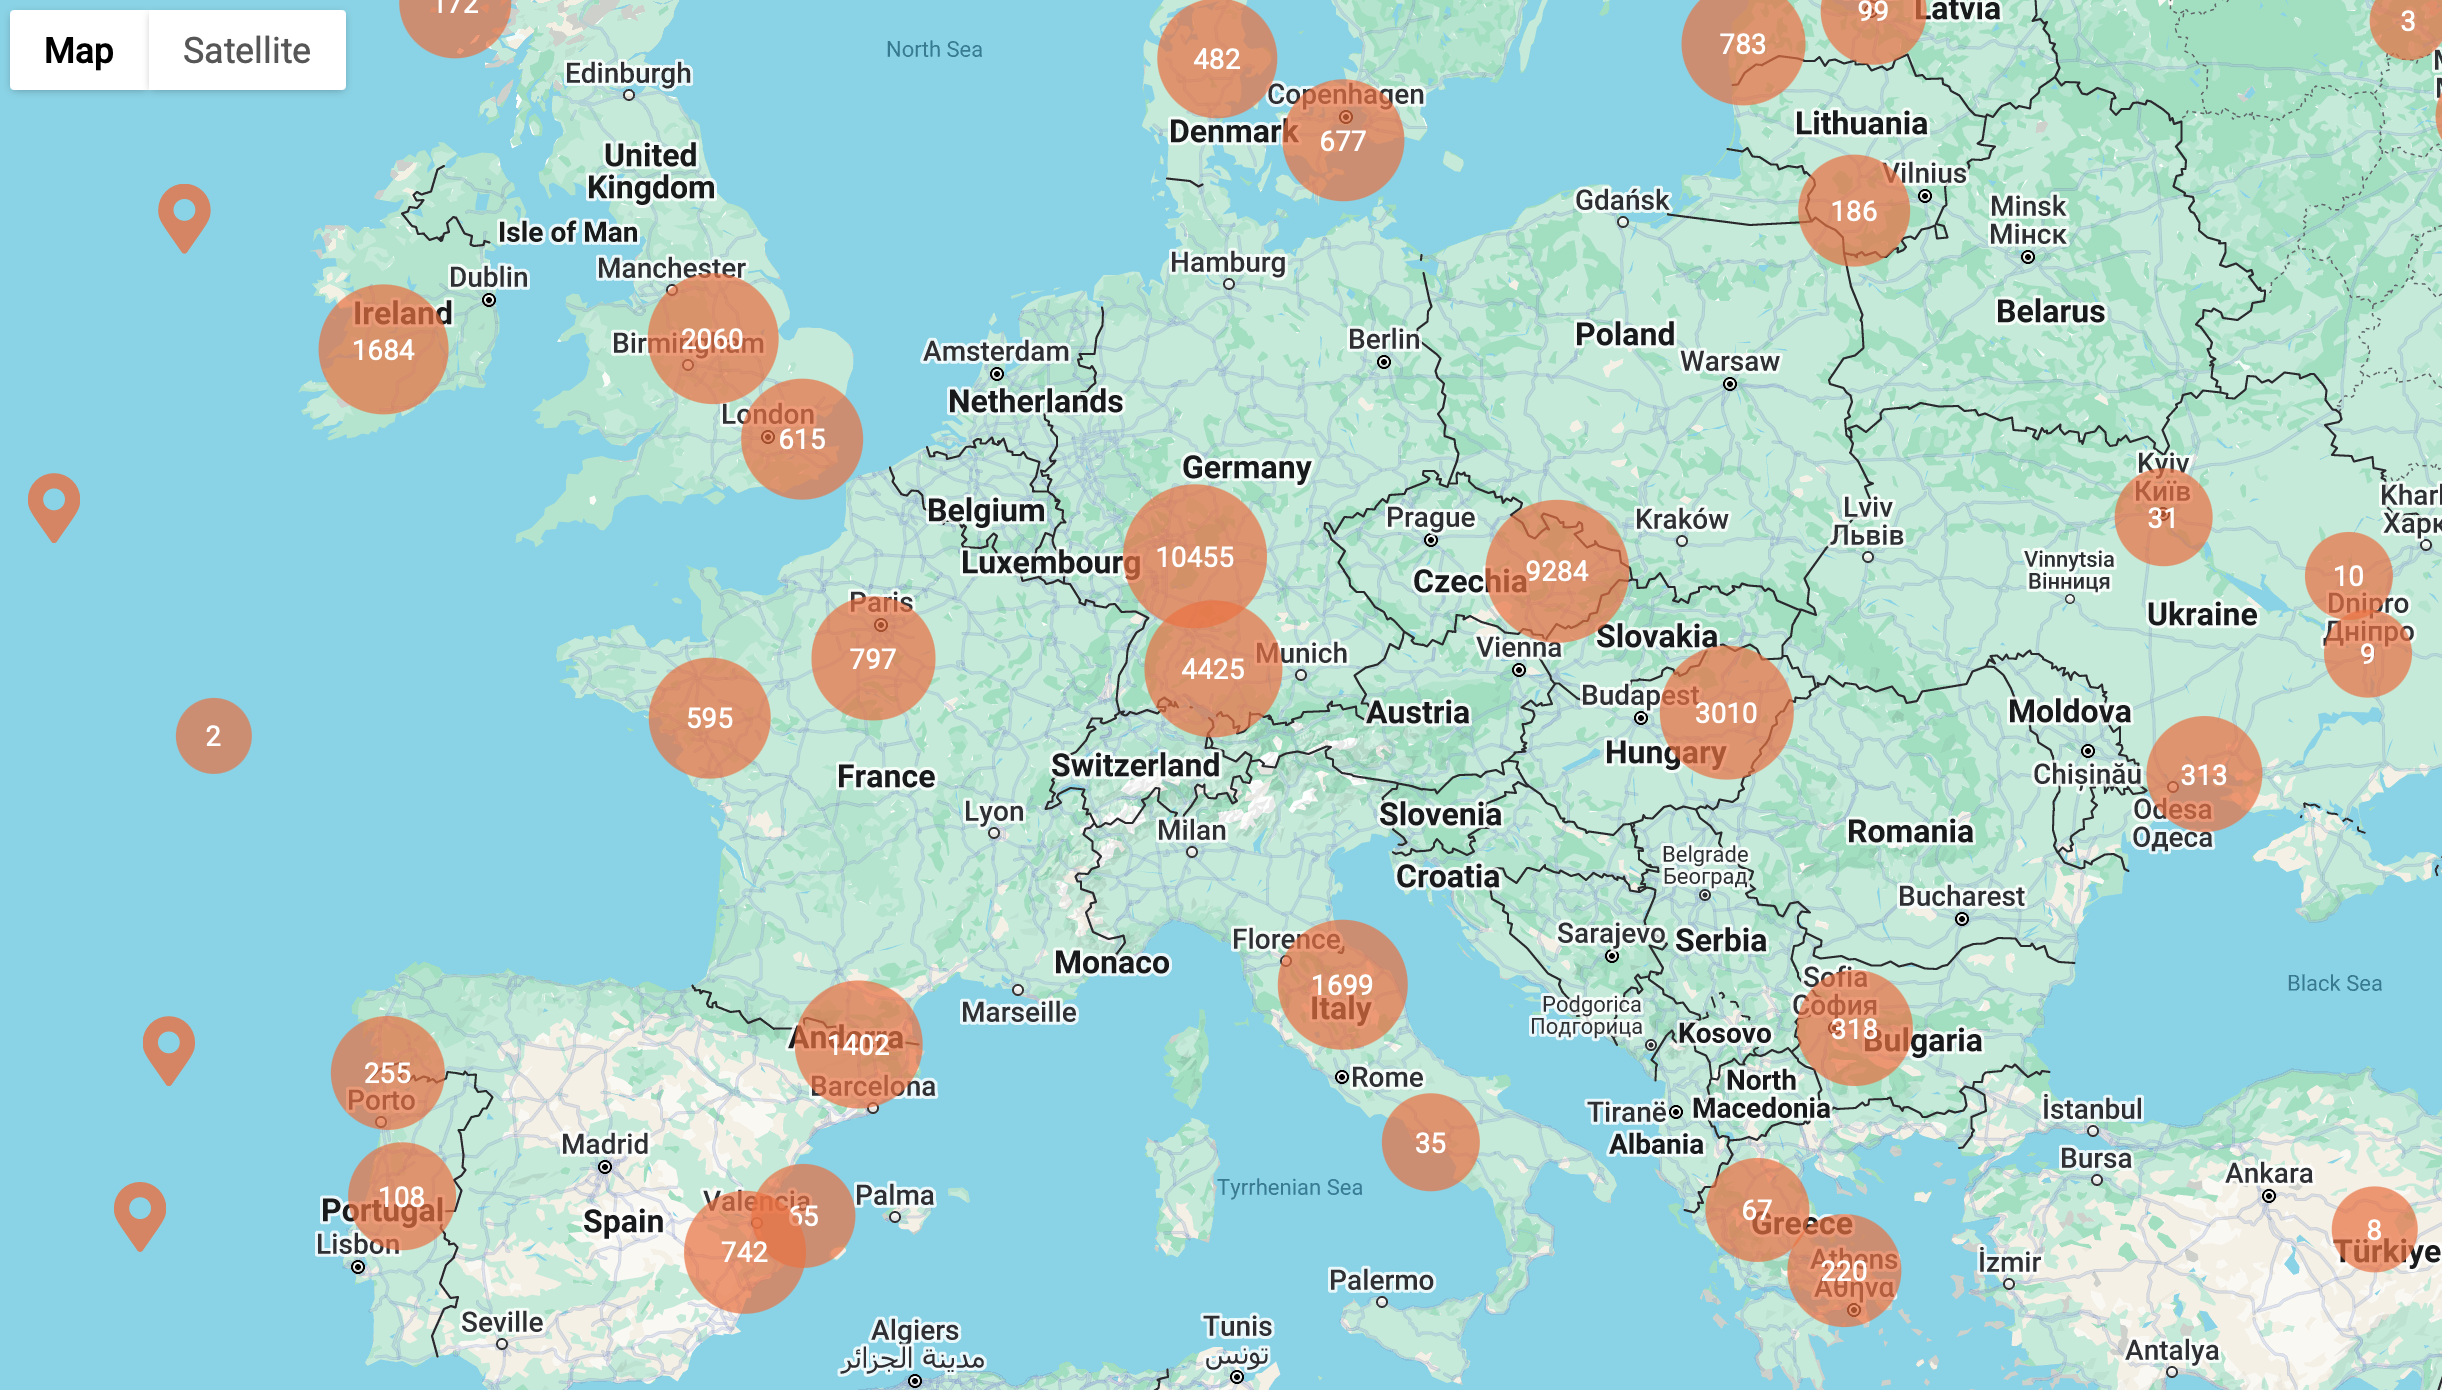 172
Map
Satellite
North Sea
482
783
99
Latvia
3
Edinburgh
Copenhagen
Denmark
677
Lithuania
United
Kingdom
Vilnius
186
Gdańsk
Minsk
Мінск
Isle of Man
Manchester
Dublin
Hamburg
Ireland
1684
2060
Birmingham
Belarus
Berlin
Poland
Amsterdam
Warsaw
Netherlands
London
615
Germany
Kyiv
Київ
31
Belgium
Prague
Kraków
Lviv
Львів
Luxembourg
10455
Czechia
9284
Vinnytsia
Вінниця
10
Dnipro
Дніпро
9
Ukraine
Paris
797
4425
Munich
Vienna
Slovakia
Budapest
3010
Hungary
595
2
Austria
Moldova
Chișinău
313
Odesa
Одеса
Switzerland
France
Lyon
Milan
Slovenia
Romania
Belgrade
Београд
Croatia
Bucharest
Florence
Sarajevo
Serbia
Monaco
1699
Italy
Marseille
Sofia
София
318
Bulgaria
Black Sea
Podgorica
Подгорица
Kosovo
Andorra
1402
Barcelona
255
Porto
Rome
North
Macedonia
Tiranë
Albania
İstanbul
Madrid
35
Bursa
Ankara
108
Portugal
Lisbon
Spain
Valencia
65
742
Palma
Tyrrhenian Sea
67
Greece
8
Türkiye
Athens
220
Αθήνα
İzmir
Palermo
Seville
Algiers
مدينة الجزائر
Tunis
تونس
Antalya